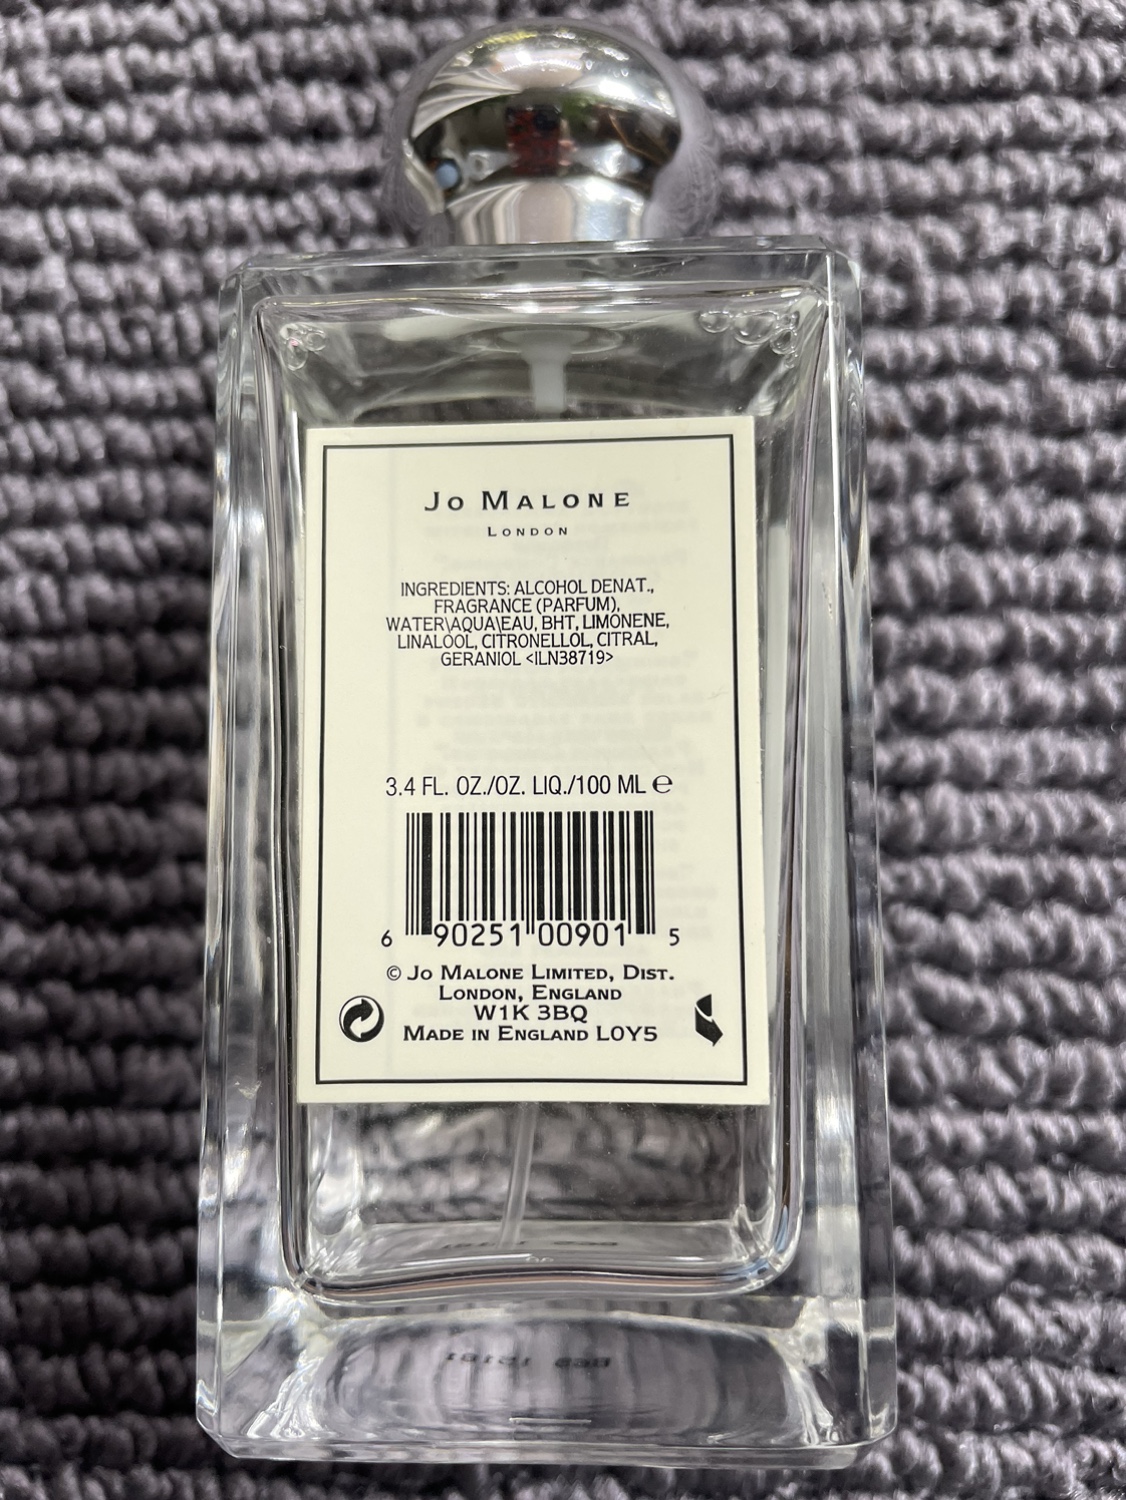 JO MALONE
LONDON
INGREDIENTS: ALCOHOL DENAT.,
FRAGRANCE (PARFUM),
WATER\AQUA\EAU, BHT, LIMONENE,
LINALOOL, CITRONELLOL, CITRAL,
GERANIOL <ILN38719>
3.4 FL. OZ./OZ. LIQ./100 ML ℮
6 90251 00901 5
© JO MALONE LIMITED, DIST.
LONDON, ENGLAND
W1K 3BQ
MADE IN ENGLAND LOY5